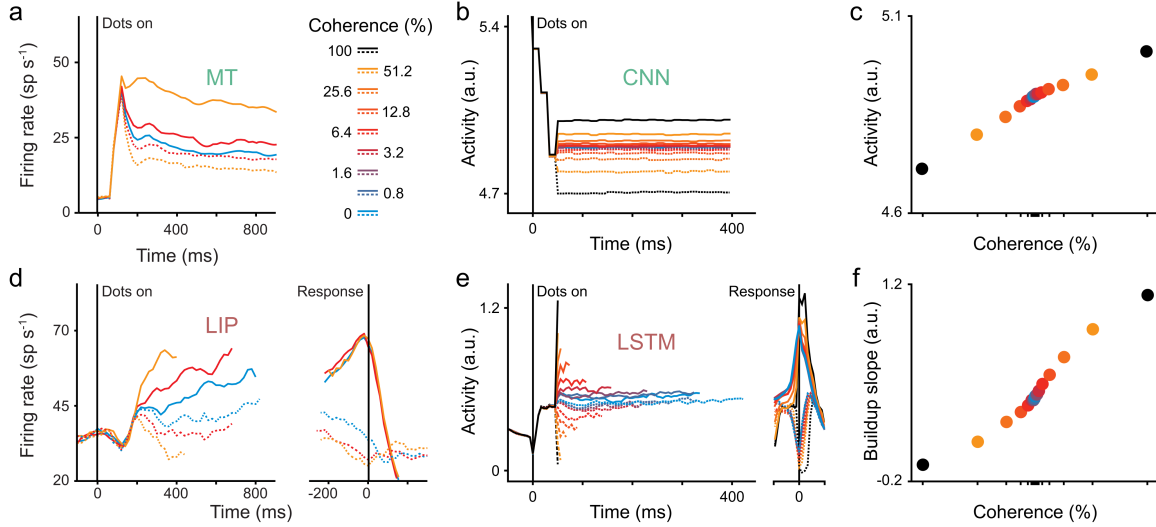 a
Dots on
MT
Firing rate (sp s⁻¹)
50
25
0
0
400
800
Time (ms)
Coherence (%)
100
51.2
25.6
12.8
6.4
3.2
1.6
0.8
0
b
Dots on
CNN
Activity (a.u.)
5.4
4.7
0
400
Time (ms)
c
Activity (a.u.)
5.1
4.6
Coherence (%)
d
Dots on
Response
LIP
Firing rate (sp s⁻¹)
70
45
20
0
400
800
-200
0
Time (ms)
e
Dots on
Response
LSTM
Activity (a.u.)
1.2
0
0
400
0
Time (ms)
f
Buildup slope (a.u.)
1.2
-0.2
Coherence (%)